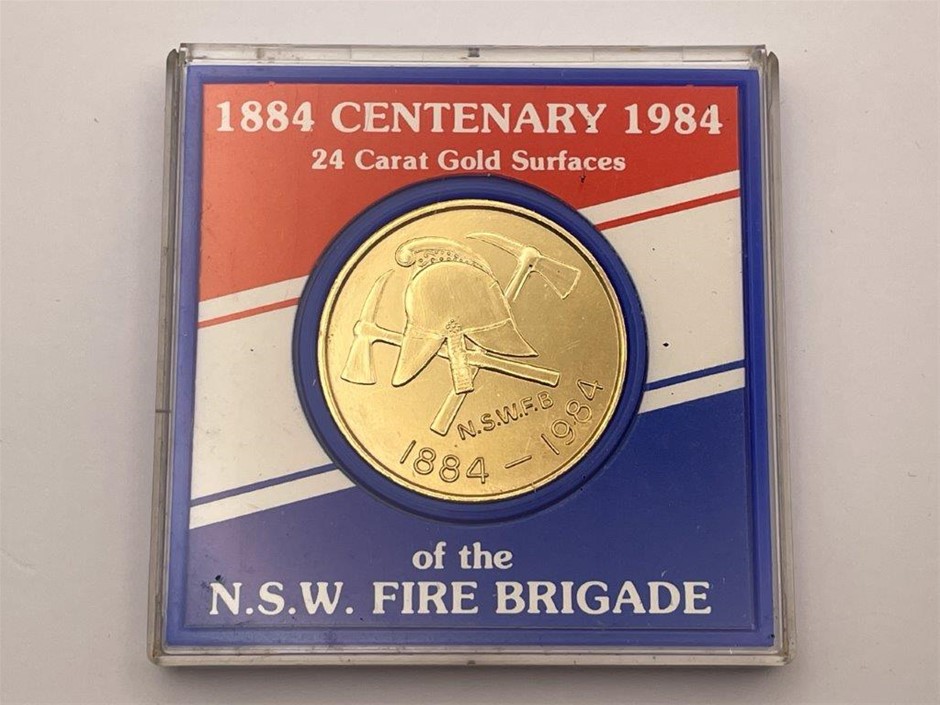 1884 CENTENARY 1984
24 Carat Gold Surfaces
N.S.W.F.B
1884 — 1984
of the
N.S.W. FIRE BRIGADE